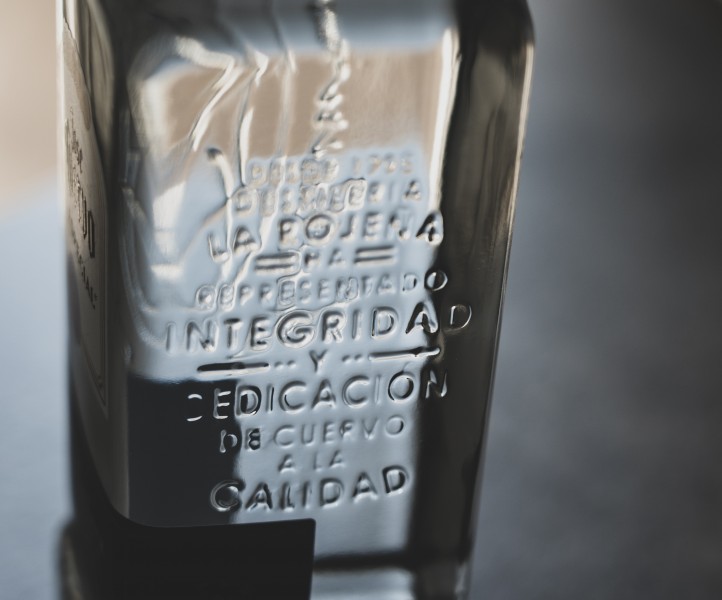 DESDE 1795
DESTILERIA
LA ROJEÑA
HA
REPRESENTADO
INTEGRIDAD
Y
DEDICACIÓN
DE CUERVO
A LA
CALIDAD